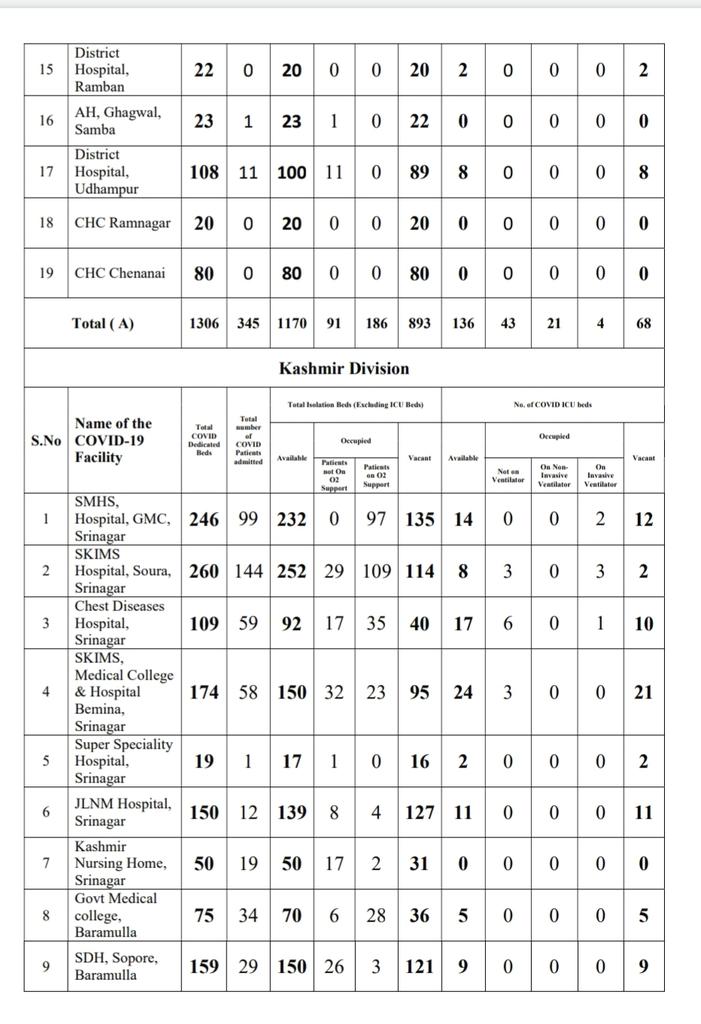 15 District Hospital, Ramban 22 0 20 0 0 20 2 0 0 0 2
16 AH, Ghagwal, Samba 23 1 23 1 0 22 0 0 0 0 0
17 District Hospital, Udhampur 108 11 100 11 0 89 8 0 0 0 8
18 CHC Ramnagar 20 0 20 0 0 20 0 0 0 0 0
19 CHC Chenanai 80 0 80 0 0 80 0 0 0 0 0
Total ( A) 1306 345 1170 91 186 893 136 43 21 4 68
Kashmir Division
S.No
Name of the COVID-19 Facility
Total COVID Dedicated Beds
Total number of COVID Patients admitted
Total Isolation Beds (Excluding ICU Beds)
Available
Occupied
Patients not On O2 Support
Patients on O2 Support
Vacant
No. of COVID ICU beds
Available
Occupied
Not on Ventilator
On Non-Invasive Ventilator
On Invasive Ventilator
Vacant
1 SMHS, Hospital, GMC, Srinagar 246 99 232 0 97 135 14 0 0 2 12
2 SKIMS Hospital, Soura, Srinagar 260 144 252 29 109 114 8 3 0 3 2
3 Chest Diseases Hospital, Srinagar 109 59 92 17 35 40 17 6 0 1 10
4 SKIMS, Medical College & Hospital Bemina, Srinagar 174 58 150 32 23 95 24 3 0 0 21
5 Super Speciality Hospital, Srinagar 19 1 17 1 0 16 2 0 0 0 2
6 JLNM Hospital, Srinagar 150 12 139 8 4 127 11 0 0 0 11
7 Kashmir Nursing Home, Srinagar 50 19 50 17 2 31 0 0 0 0 0
8 Govt Medical college, Baramulla 75 34 70 6 28 36 5 0 0 0 5
9 SDH, Sopore, Baramulla 159 29 150 26 3 121 9 0 0 0 9